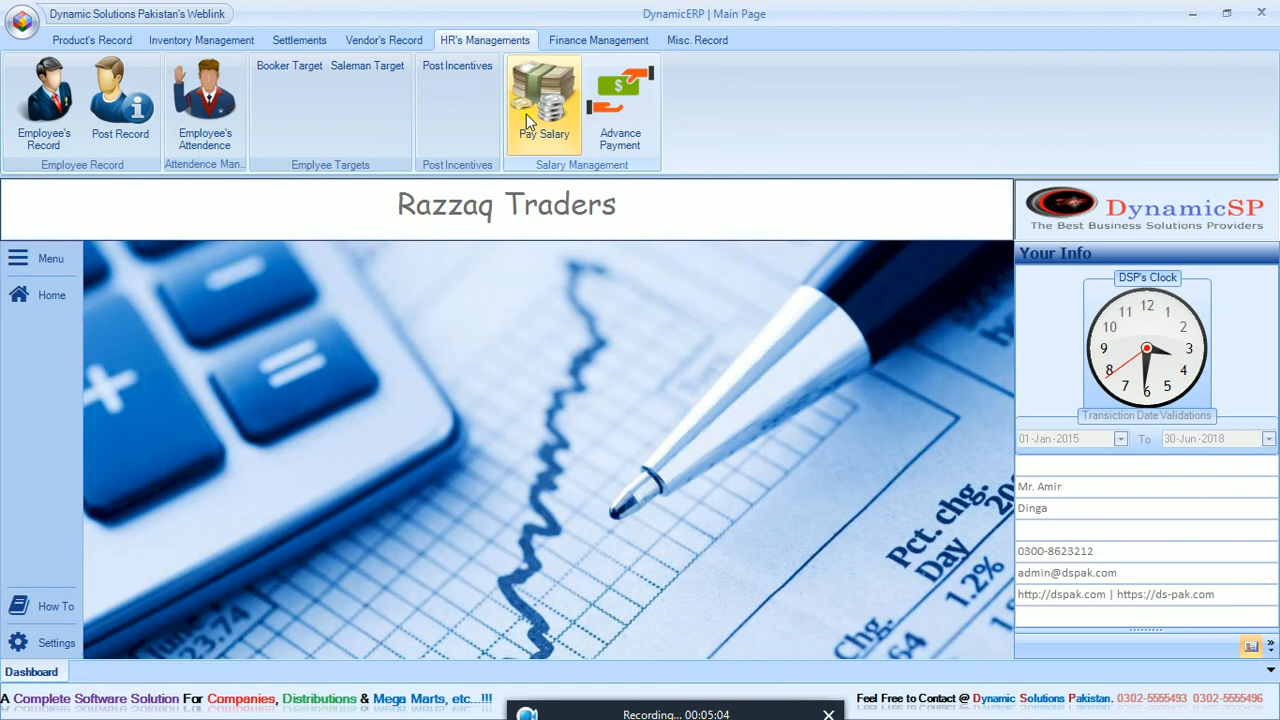 Dynamic Solutions Pakistan's Weblink
DynamicERP | Main Page
Product's Record Inventory Management Settlements Vendor's Record HR's Managements Finance Management Misc. Record
Employee's Record
Post Record
Employee Record
Employee's Attendence
Attendence Man...
Booker Target Saleman Target
Emplyee Targets
Post Incentives
Post Incentives
Pay Salary
Advance Payment
Salary Management
Razzaq Traders
DynamicSP
The Best Business Solutions Providers
Menu
Home
How To
Settings
Your Info
DSP's Clock
12 1 2 3 4 5 6 7 8 9 10 11
Transiction Date Validations
01-Jan-2015 To 30-Jun-2018
Mr. Amir
Dinga
0300-8623212
admin@dspak.com
http://dspak.com | https://ds-pak.com
Pct. chg.
Day
1.2%
Chg.
64
23.74
Dashboard
A Complete Software Solution For Companies, Distributions & Mega Marts, etc...!!!
Feel Free to Contact @ Dynamic Solutions Pakistan. 0302-5555493 0302-5555496
Recording... 00:05:04